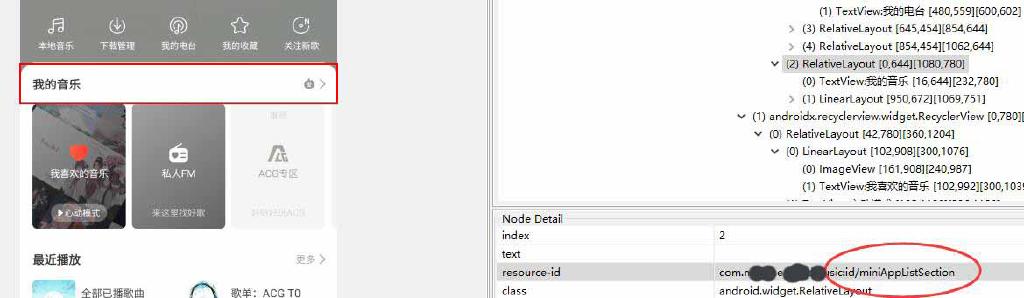 本地音乐 下载管理 我的电台 我的收藏 关注新歌
我的音乐
我喜欢的音乐
心动模式
私人FM
来这里找好歌
ACG专区
最近播放
更多
全部已播歌曲
歌单：ACG TO
(1) TextView:我的电台 [480,559][600,602]
(3) RelativeLayout [645,454][854,644]
(4) RelativeLayout [854,454][1062,644]
(2) RelativeLayout [0,644][1080,780]
(0) TextView:我的音乐 [16,644][232,780]
(1) LinearLayout [950,672][1069,751]
(1) androidx.recyclerview.widget.RecyclerView [0,780][
(0) RelativeLayout [42,780][360,1204]
(0) LinearLayout [102,908][300,1076]
(0) ImageView [161,908][240,987]
(1) TextView:我喜欢的音乐 [102,992][300,1039
Node Detail
index 2
text
resource-id com.n usic:id/miniAppListSection
class android.widget.RelativeLayout